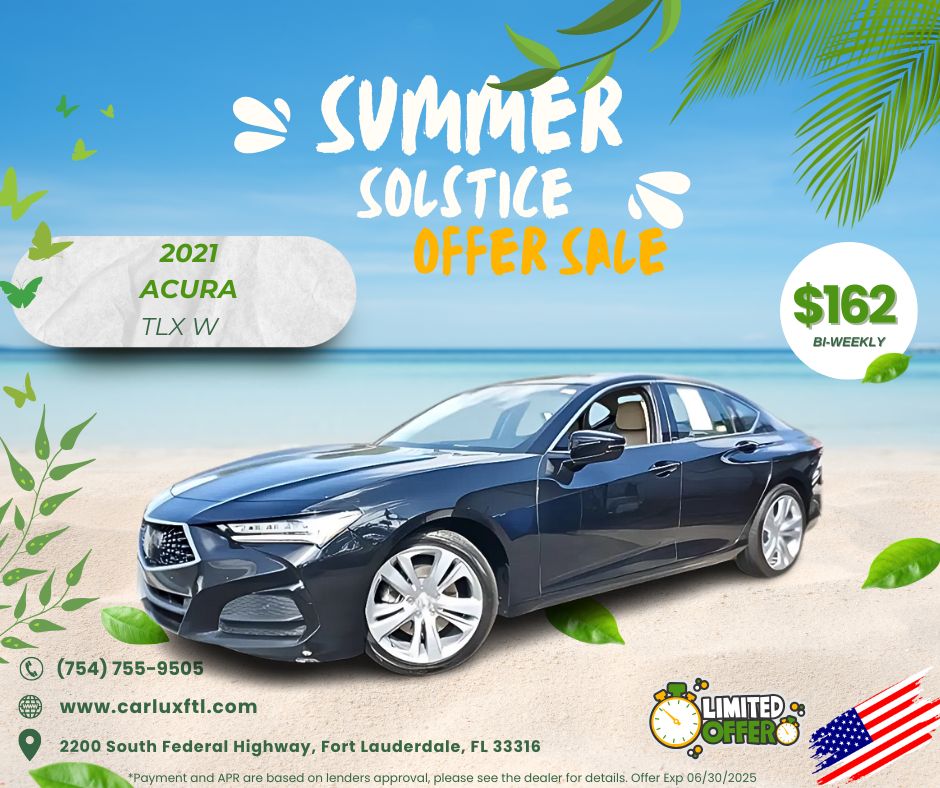 SUMMER
SOLSTICE
OFFER SALE
2021
ACURA
TLX W
$162
BI-WEEKLY
(754) 755-9505
www.carluxftl.com
2200 South Federal Highway, Fort Lauderdale, FL 33316
LIMITED
OFFER
*Payment and APR are based on lenders approval, please see the dealer for details. Offer Exp 06/30/2025